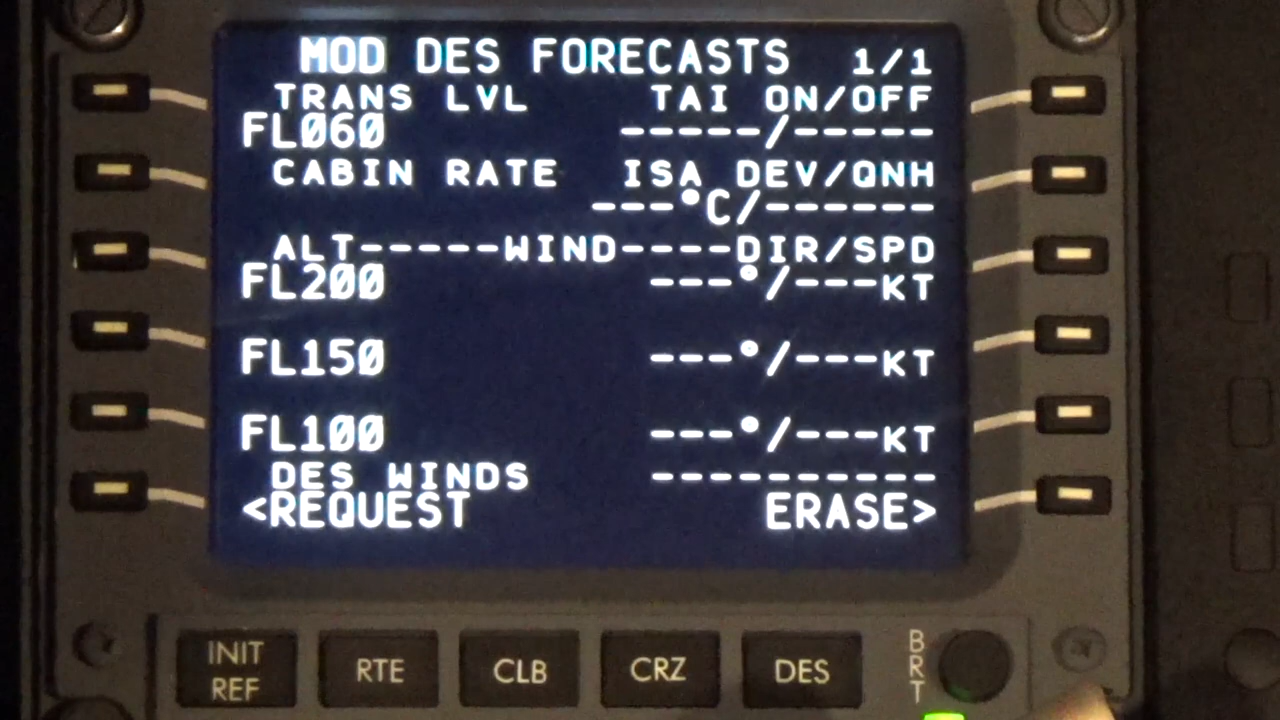 MOD DES FORECASTS 1/1
TRANS LVL TAI ON/OFF
FL060 -----/-----
CABIN RATE ISA DEV/QNH
---°C/------
ALT-----WIND----DIR/SPD
FL200 ---°/---KT
FL150 ---°/---KT
FL100 ---°/---KT
DES WINDS ----------
<REQUEST ERASE>
INIT REF RTE CLB CRZ DES BRT